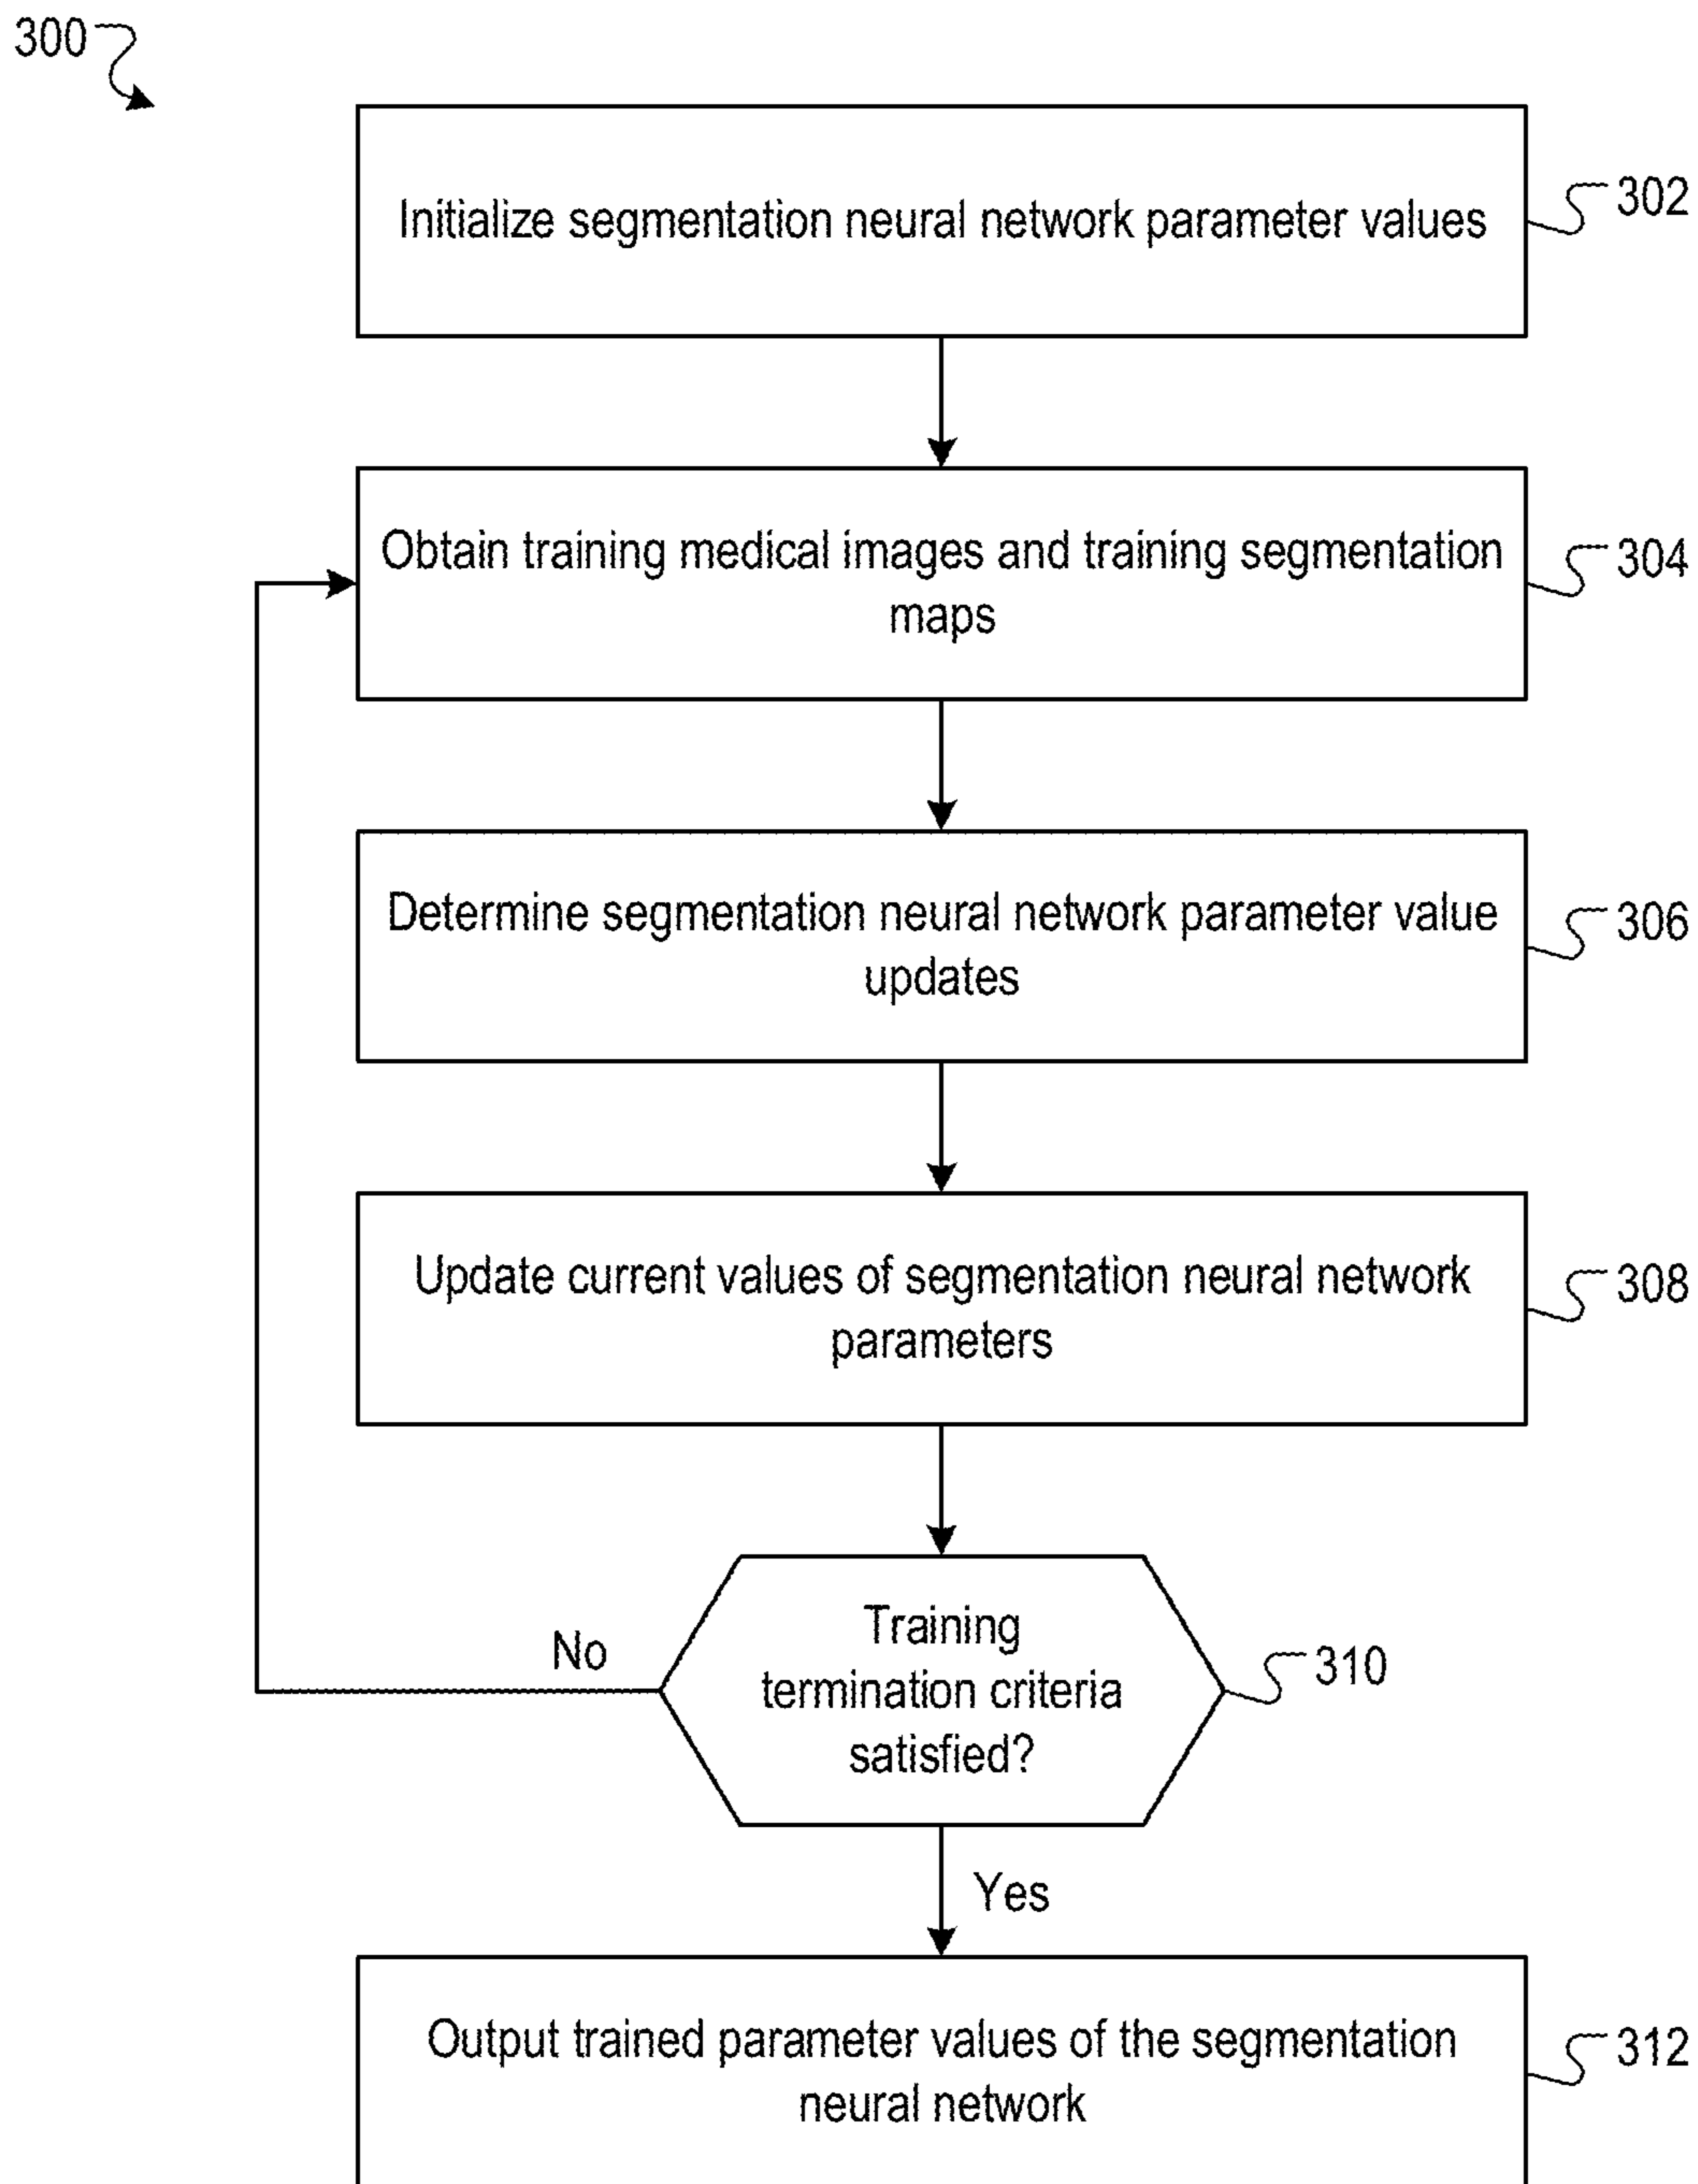 300
Initialize segmentation neural network parameter values
302
Obtain training medical images and training segmentation
maps
304
Determine segmentation neural network parameter value
updates
306
Update current values of segmentation neural network
parameters
308
Training
termination criteria
satisfied?
310
No
Yes
Output trained parameter values of the segmentation
neural network
312